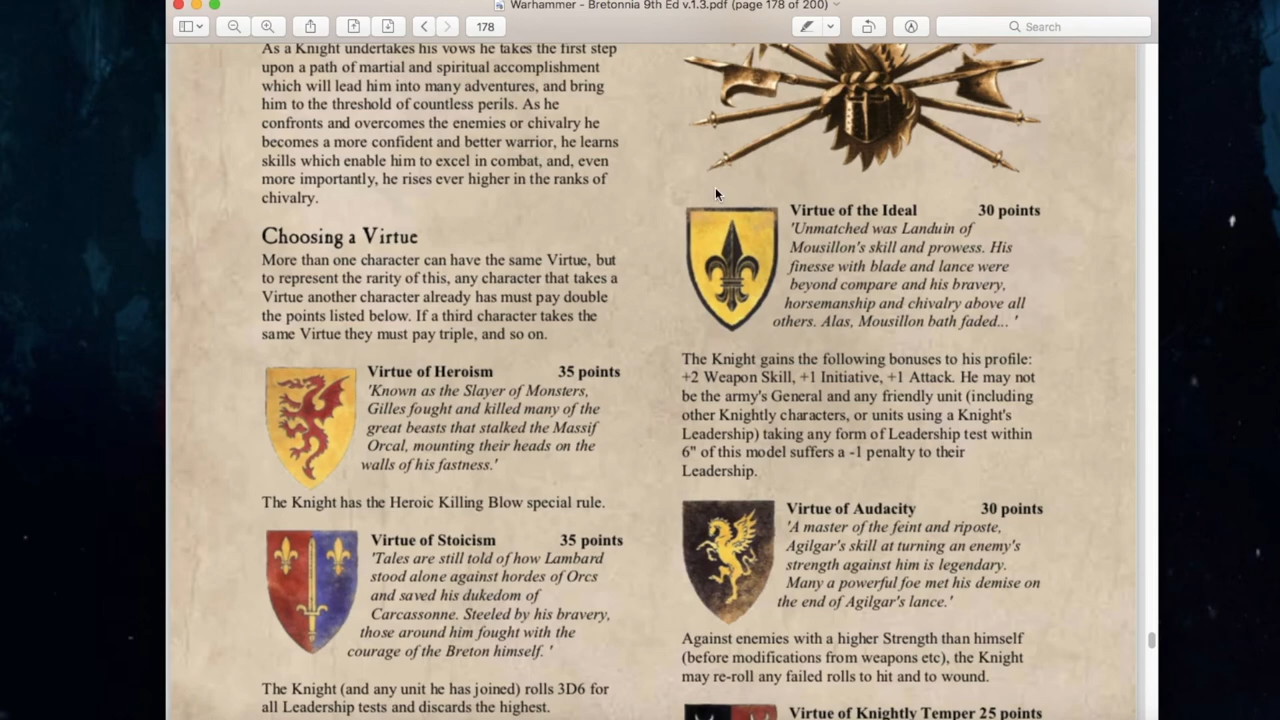 Warhammer - Bretonnia 9th Ed v.1.3.pdf (page 178 of 200)
178
Search
As a Knight undertakes his vows he takes the first step
upon a path of martial and spiritual accomplishment
which will lead him into many adventures, and bring
him to the threshold of countless perils. As he
confronts and overcomes the enemies or chivalry he
becomes a more confident and better warrior, he learns
skills which enable him to excel in combat, and, even
more importantly, he rises ever higher in the ranks of
chivalry.
Choosing a Virtue
More than one character can have the same Virtue, but
to represent the rarity of this, any character that takes a
Virtue another character already has must pay double
the points listed below. If a third character takes the
same Virtue they must pay triple, and so on.
Virtue of Heroism 35 points
'Known as the Slayer of Monsters,
Gilles fought and killed many of the
great beasts that stalked the Massif
Orcal, mounting their heads on the
walls of his fastness.'
The Knight has the Heroic Killing Blow special rule.
Virtue of Stoicism 35 points
'Tales are still told of how Lambard
stood alone against hordes of Orcs
and saved his dukedom of
Carcassonne. Steeled by his bravery,
those around him fought with the
courage of the Breton himself. '
The Knight (and any unit he has joined) rolls 3D6 for
all Leadership tests and discards the highest.
Virtue of the Ideal 30 points
'Unmatched was Landuin of
Mousillon's skill and prowess. His
finesse with blade and lance were
beyond compare and his bravery,
horsemanship and chivalry above all
others. Alas, Mousillon bath faded... '
The Knight gains the following bonuses to his profile:
+2 Weapon Skill, +1 Initiative, +1 Attack. He may not
be the army's General and any friendly unit (including
other Knightly characters, or units using a Knight's
Leadership) taking any form of Leadership test within
6" of this model suffers a -1 penalty to their
Leadership.
Virtue of Audacity 30 points
'A master of the feint and riposte,
Agilgar's skill at turning an enemy's
strength against him is legendary.
Many a powerful foe met his demise on
the end of Agilgar's lance.'
Against enemies with a higher Strength than himself
(before modifications from weapons etc), the Knight
may re-roll any failed rolls to hit and to wound.
Virtue of Knightly Temper 25 points